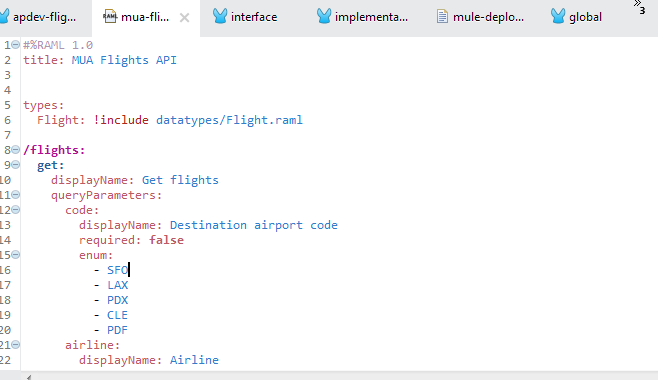 apdev-flig... mua-fli... interface implementa... mule-deplo... global 3
1 #%RAML 1.0
2 title: MUA Flights API
3
4
5 types:
6 Flight: !include datatypes/Flight.raml
7
8 /flights:
9 get:
10 displayName: Get flights
11 queryParameters:
12 code:
13 displayName: Destination airport code
14 required: false
15 enum:
16 - SFO
17 - LAX
18 - PDX
19 - CLE
20 - PDF
21 airline:
22 displayName: Airline